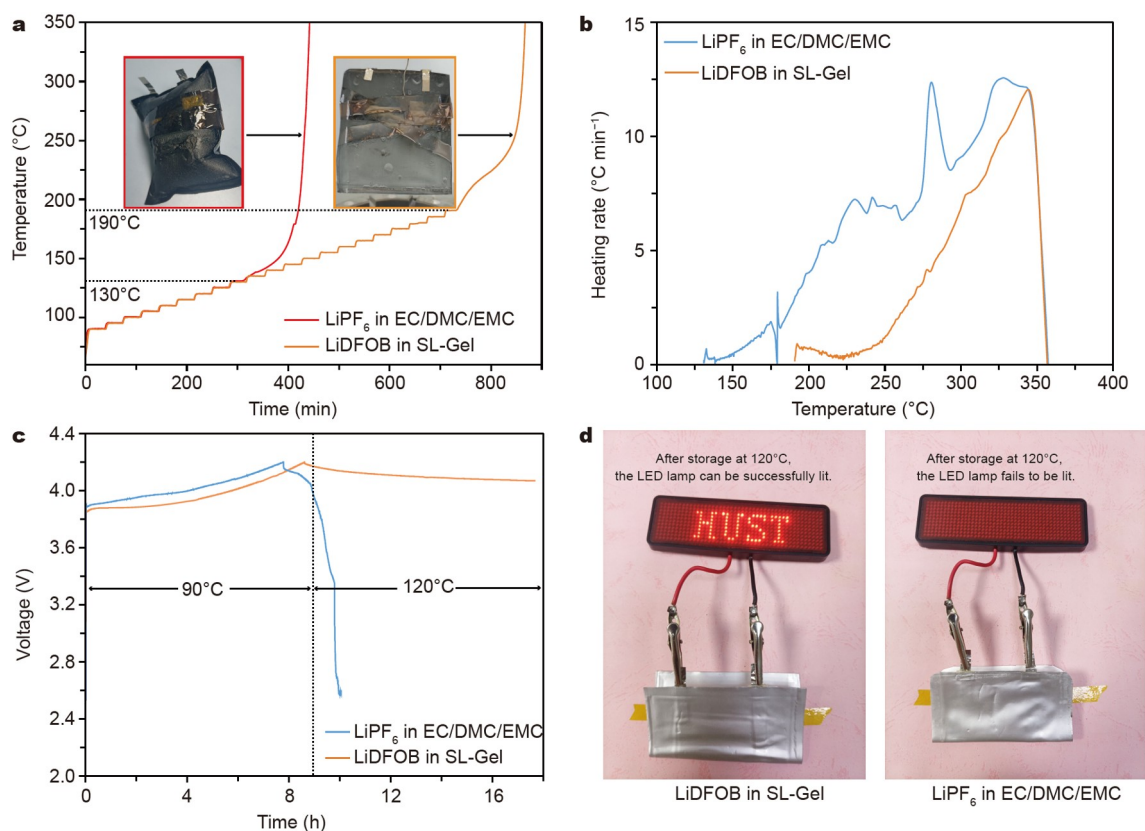 a
350
300
250
200
150
100
Temperature (°C)
190°C
130°C
LiPF₆ in EC/DMC/EMC
LiDFOB in SL-Gel
0
200
400
600
800
Time (min)
b
15
10
5
0
Heating rate (°C min⁻¹)
LiPF₆ in EC/DMC/EMC
LiDFOB in SL-Gel
100
150
200
250
300
350
400
Temperature (°C)
c
4.4
4.0
3.6
3.2
2.8
2.4
2.0
Voltage (V)
90°C
120°C
LiPF₆ in EC/DMC/EMC
LiDFOB in SL-Gel
0
4
8
12
16
Time (h)
d
After storage at 120°C,
the LED lamp can be successfully lit.
HUST
LiDFOB in SL-Gel
After storage at 120°C,
the LED lamp fails to be lit.
LiPF₆ in EC/DMC/EMC